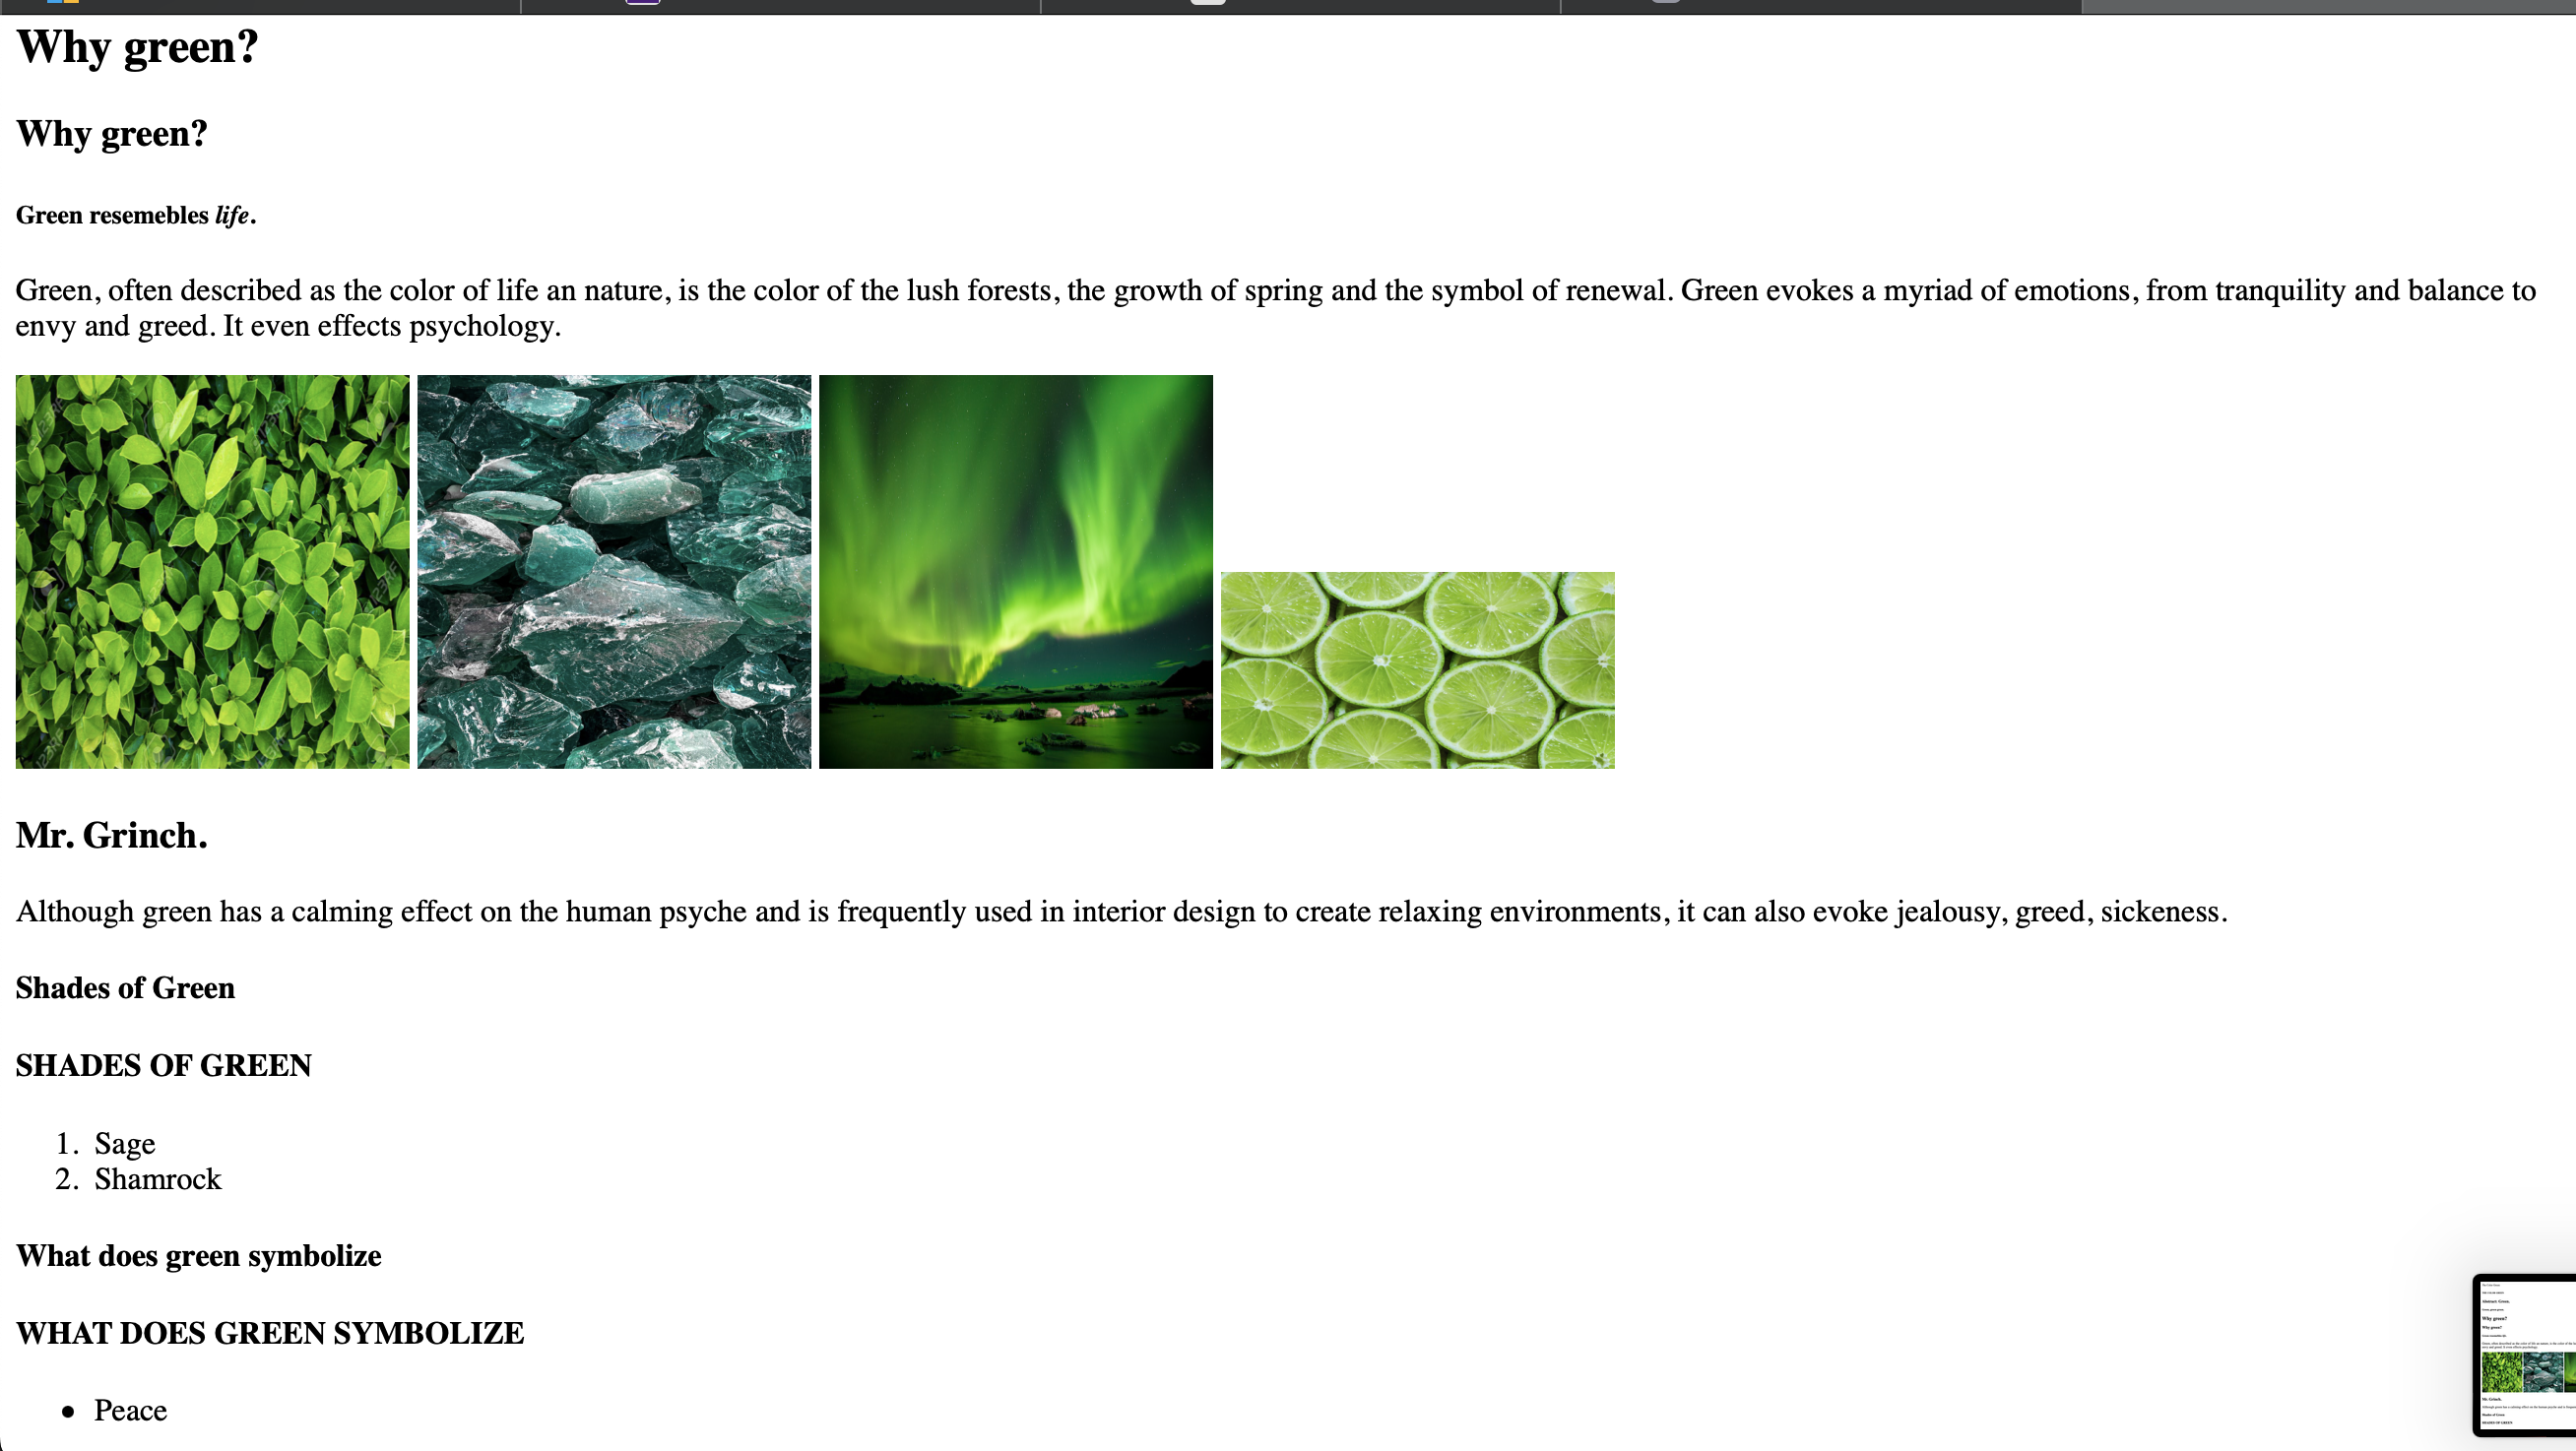 Why green?
Why green?
Green resemebles life.
Green, often described as the color of life an nature, is the color of the lush forests, the growth of spring and the symbol of renewal. Green evokes a myriad of emotions, from tranquility and balance to
envy and greed. It even effects psychology.
Mr. Grinch.
Although green has a calming effect on the human psyche and is frequently used in interior design to create relaxing environments, it can also evoke jealousy, greed, sickeness.
Shades of Green
SHADES OF GREEN
1. Sage
2. Shamrock
What does green symbolize
WHAT DOES GREEN SYMBOLIZE
• Peace